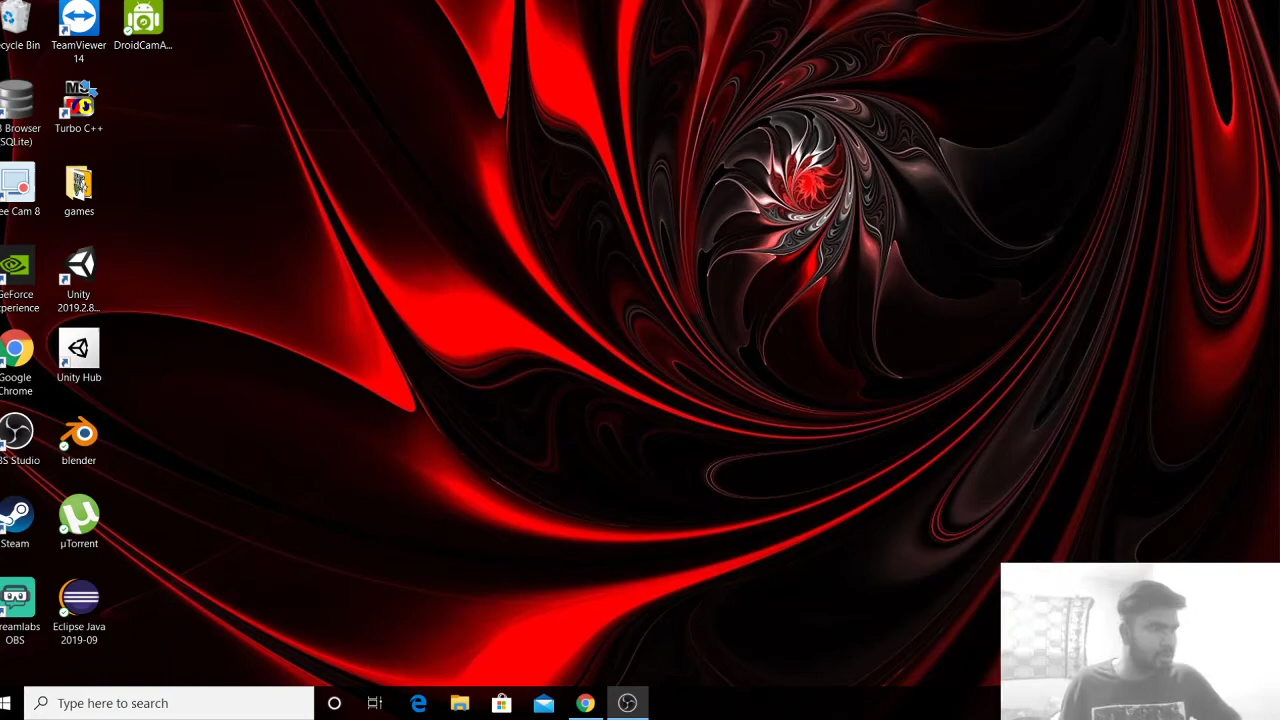 ecycle Bin
TeamViewer
14
DroidCamA...
B Browser
(SQLite)
Turbo C++
ee Cam 8
games
GeForce
xperience
Unity
2019.2.8...
Google
Chrome
Unity Hub
BS Studio
blender
Steam
µTorrent
reamlabs
OBS
Eclipse Java
2019-09
Type here to search